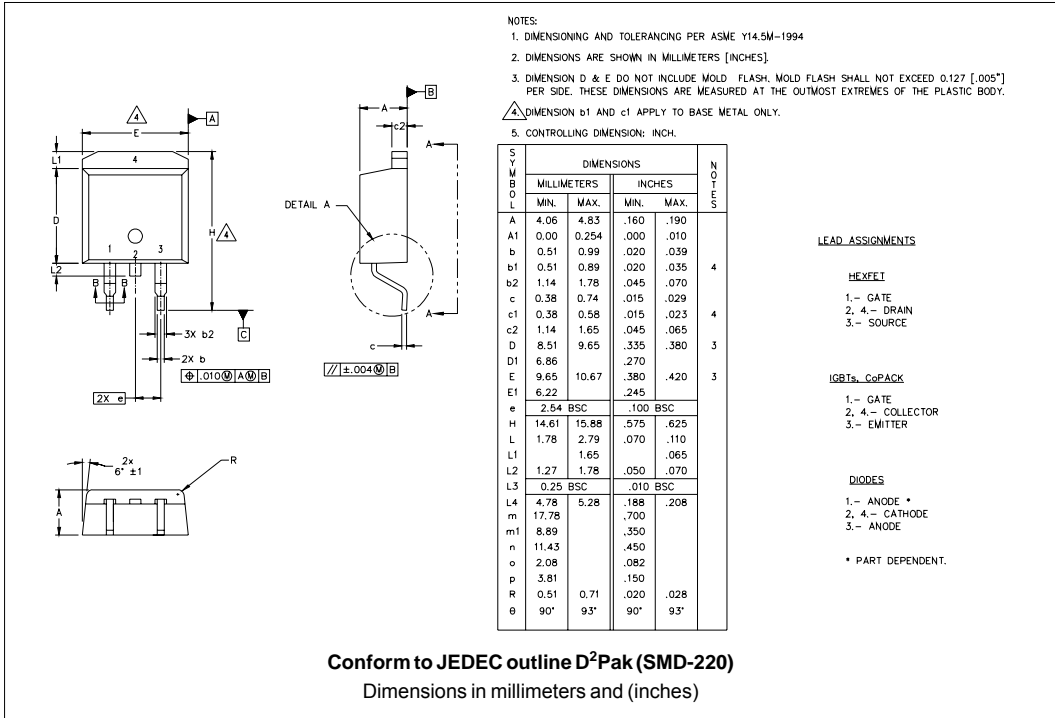 NOTES:
1. DIMENSIONING AND TOLERANCING PER ASME Y14.5M-1994
2. DIMENSIONS ARE SHOWN IN MILLIMETERS [INCHES].
3. DIMENSION D & E DO NOT INCLUDE MOLD FLASH. MOLD FLASH SHALL NOT EXCEED 0.127 [.005"]
PER SIDE. THESE DIMENSIONS ARE MEASURED AT THE OUTMOST EXTREMES OF THE PLASTIC BODY.
4. DIMENSION b1 AND c1 APPLY TO BASE METAL ONLY.
5. CONTROLLING DIMENSION: INCH.
4
E
A
L1
4
D
H 4
1 2 3
L2
B B
C
3X b2
2X b
⌖ .010Ⓜ AⓂ B
2X e
A
B
c2
A
DETAIL A
A
c
// ±.004Ⓜ B
2x
6° ±1
R
A
SYMBOL DIMENSIONS NOTES
MILLIMETERS INCHES
MIN. MAX. MIN. MAX.
A 4.06 4.83 .160 .190
A1 0.00 0.254 .000 .010
b 0.51 0.99 .020 .039
b1 0.51 0.89 .020 .035 4
b2 1.14 1.78 .045 .070
c 0.38 0.74 .015 .029
c1 0.38 0.58 .015 .023 4
c2 1.14 1.65 .045 .065
D 8.51 9.65 .335 .380 3
D1 6.86 .270
E 9.65 10.67 .380 .420 3
E1 6.22 .245
e 2.54 BSC .100 BSC
H 14.61 15.88 .575 .625
L 1.78 2.79 .070 .110
L1 1.65 .065
L2 1.27 1.78 .050 .070
L3 0.25 BSC .010 BSC
L4 4.78 5.28 .188 .208
m 17.78 .700
m1 8.89 .350
n 11.43 .450
o 2.08 .082
p 3.81 .150
R 0.51 0.71 .020 .028
θ 90° 93° 90° 93°
LEAD ASSIGNMENTS
HEXFET
1.- GATE
2, 4.- DRAIN
3.- SOURCE
IGBTs, CoPACK
1.- GATE
2, 4.- COLLECTOR
3.- EMITTER
DIODES
1.- ANODE *
2, 4.- CATHODE
3.- ANODE
* PART DEPENDENT.
Conform to JEDEC outline D²Pak (SMD-220)
Dimensions in millimeters and (inches)